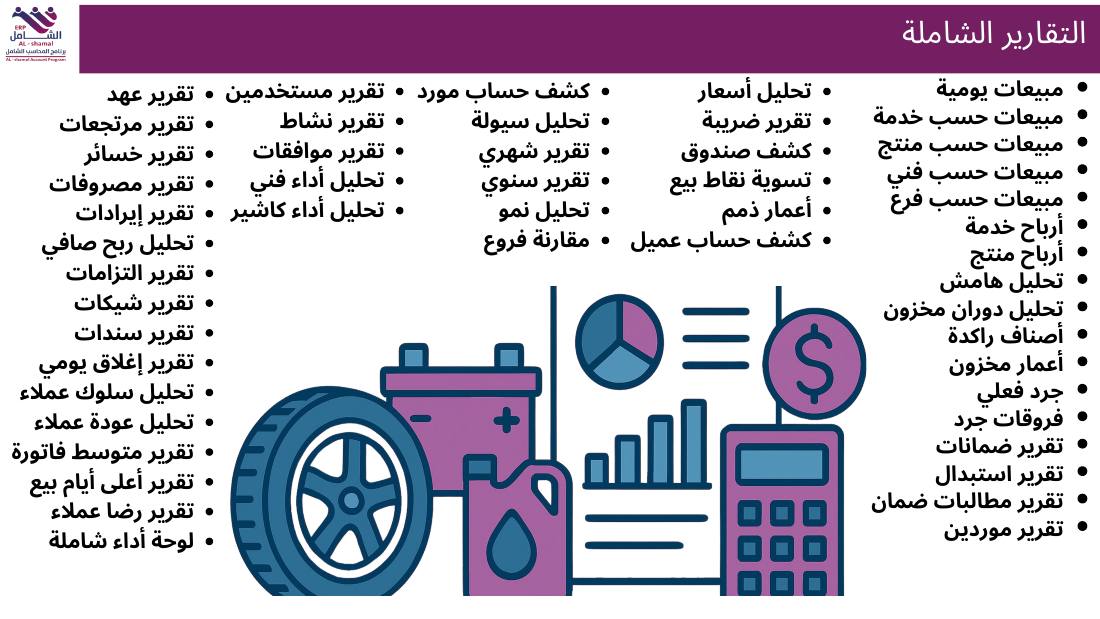 التقارير الشاملة
ERP
الشــامل
AL - shamal
برنامج المحاسب الشامل
AL - shamal Account Program
مبيعات يومية
مبيعات حسب خدمة
مبيعات حسب منتج
مبيعات حسب فني
مبيعات حسب فرع
أرباح خدمة
أرباح منتج
تحليل هامش
تحليل دوران مخزون
أصناف راكدة
أعمار مخزون
جرد فعلي
فروقات جرد
تقرير ضمانات
تقرير استبدال
تقرير مطالبات ضمان
تقرير موردين
تحليل أسعار
تقرير ضريبة
كشف صندوق
تسوية نقاط بيع
أعمار ذمم
كشف حساب عميل
كشف حساب مورد
تحليل سيولة
تقرير شهري
تقرير سنوي
تحليل نمو
مقارنة فروع
تقرير مستخدمين
تقرير نشاط
تقرير موافقات
تحليل أداء فني
تحليل أداء كاشير
تقرير عهد
تقرير مرتجعات
تقرير خسائر
تقرير مصروفات
تقرير إيرادات
تحليل ربح صافي
تقرير التزامات
تقرير شيكات
تقرير سندات
تقرير إغلاق يومي
تحليل سلوك عملاء
تحليل عودة عملاء
تقرير متوسط فاتورة
تقرير أعلى أيام بيع
تقرير رضا عملاء
لوحة أداء شاملة